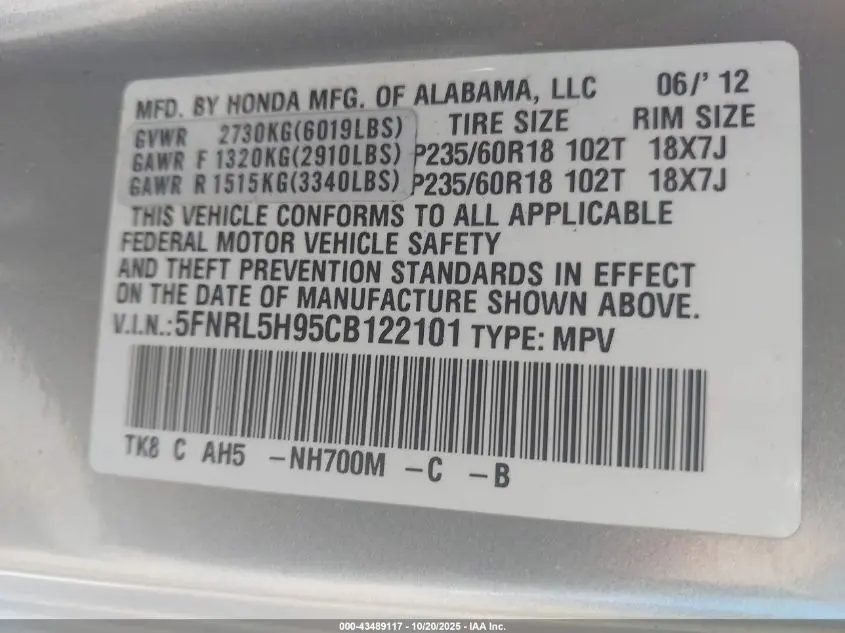 MFD. BY HONDA MFG. OF ALABAMA, LLC 06/' 12
GVWR 2730KG(6019LBS) TIRE SIZE RIM SIZE
GAWR F 1320KG(2910LBS) P235/60R18 102T 18X7J
GAWR R 1515KG(3340LBS) P235/60R18 102T 18X7J
THIS VEHICLE CONFORMS TO ALL APPLICABLE
FEDERAL MOTOR VEHICLE SAFETY
AND THEFT PREVENTION STANDARDS IN EFFECT
ON THE DATE OF MANUFACTURE SHOWN ABOVE.
V.I.N.:5FNRL5H95CB122101 TYPE: MPV
TK8 C AH5 -NH700M -C -B
000-43489117 - 10/20/2025 - IAA Inc.